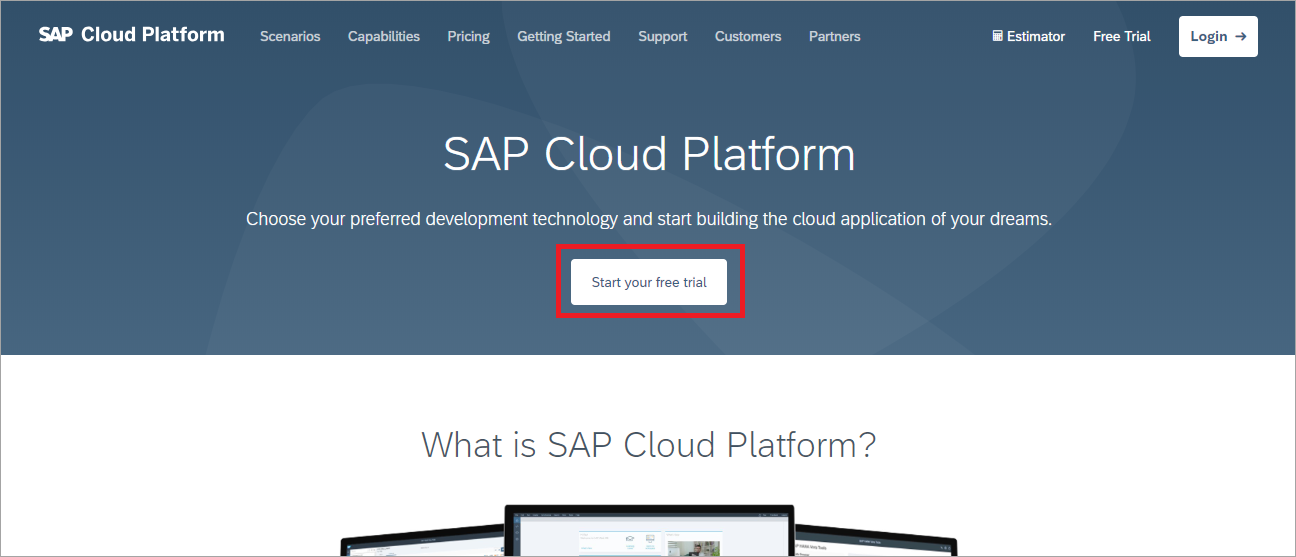 SAP Cloud Platform
Scenarios Capabilities Pricing Getting Started Support Customers Partners Estimator Free Trial Login →
SAP Cloud Platform
Choose your preferred development technology and start building the cloud application of your dreams.
Start your free trial
What is SAP Cloud Platform?